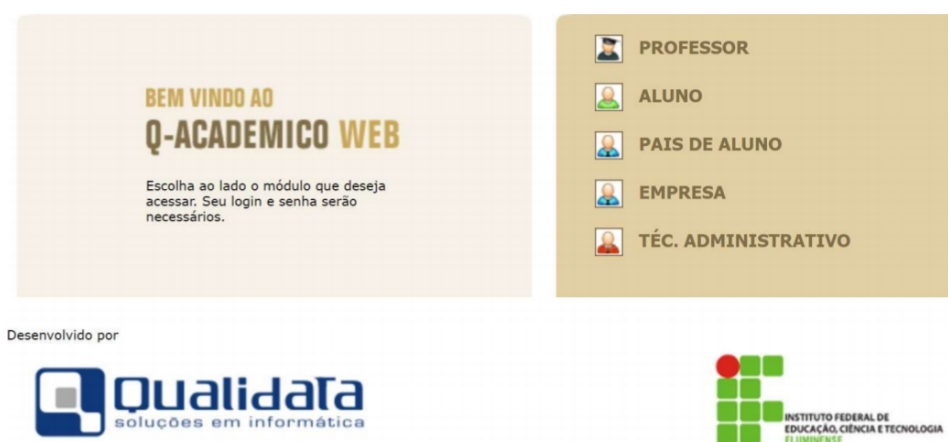 BEM VINDO AO
Q-ACADEMICO WEB
Escolha ao lado o módulo que deseja
acessar. Seu login e senha serão
necessários.
PROFESSOR
ALUNO
PAIS DE ALUNO
EMPRESA
TÉC. ADMINISTRATIVO
Desenvolvido por
Qualidata
soluções em informática
INSTITUTO FEDERAL DE
EDUCAÇÃO, CIÊNCIA E TECNOLOGIA
FLUMINENSE